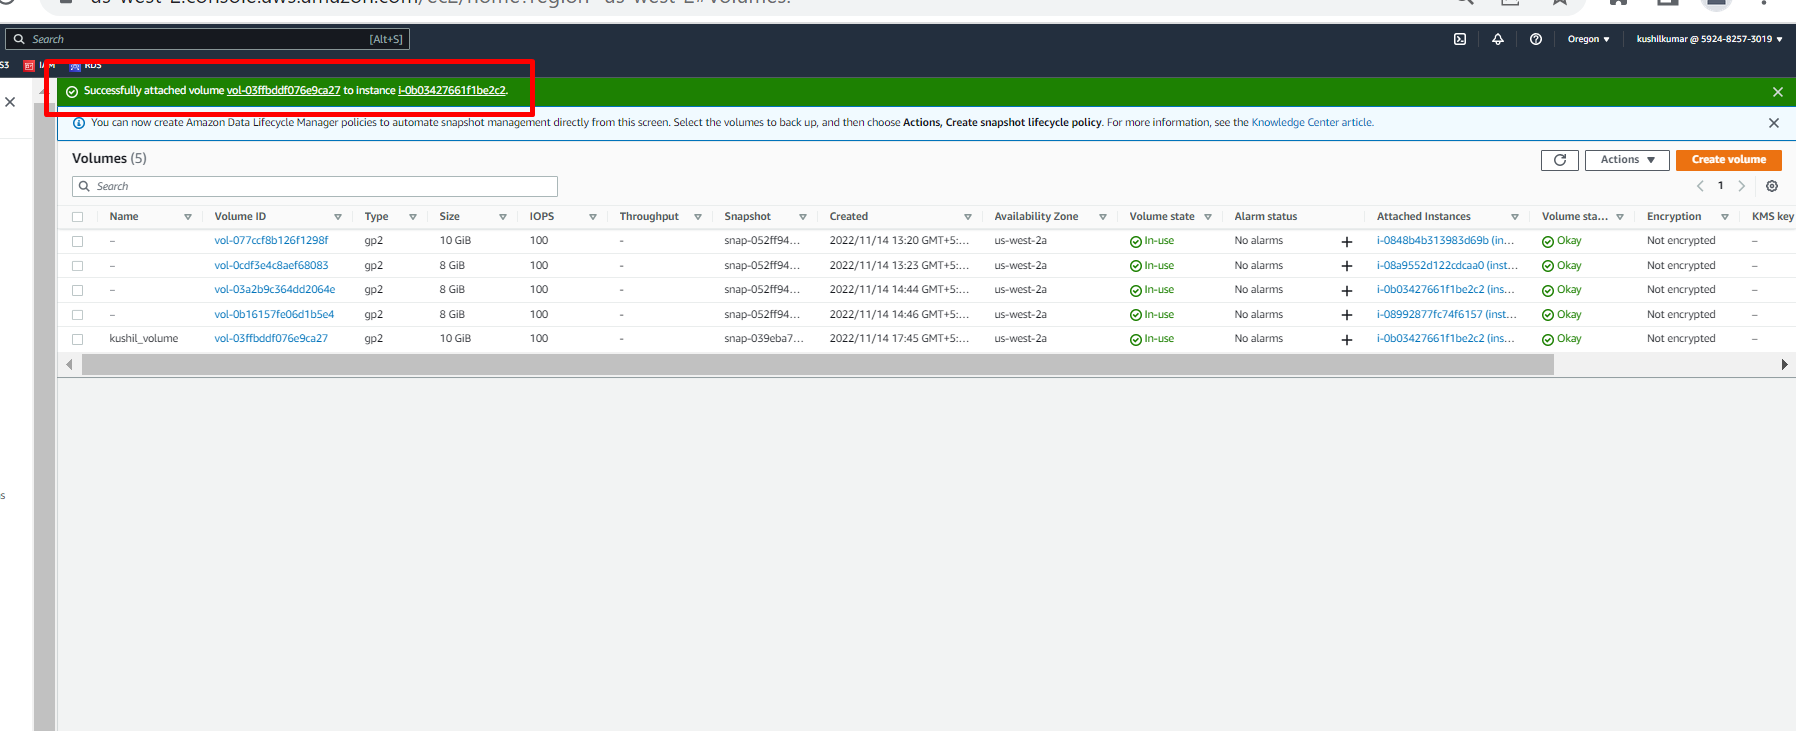 Search [Alt+S] Oregon kushilkumar @ 5924-8257-3019
S3 IAM RDS
Successfully attached volume vol-03ffbddf076e9ca27 to instance i-0b03427661f1be2c2.
You can now create Amazon Data Lifecycle Manager policies to automate snapshot management directly from this screen. Select the volumes to back up, and then choose Actions, Create snapshot lifecycle policy. For more information, see the Knowledge Center article.
Volumes (5) Actions Create volume
Search 1
Name Volume ID Type Size IOPS Throughput Snapshot Created Availability Zone Volume state Alarm status Attached Instances Volume sta... Encryption KMS key
– vol-077ccf8b126f1298f gp2 10 GiB 100 - snap-052ff94... 2022/11/14 13:20 GMT+5:... us-west-2a In-use No alarms + i-0848b4b313983d69b (in... Okay Not encrypted –
– vol-0cdf3e4c8aef68083 gp2 8 GiB 100 - snap-052ff94... 2022/11/14 13:23 GMT+5:... us-west-2a In-use No alarms + i-08a9552d122cdcaa0 (inst... Okay Not encrypted –
– vol-03a2b9c364dd2064e gp2 8 GiB 100 - snap-052ff94... 2022/11/14 14:44 GMT+5:... us-west-2a In-use No alarms + i-0b03427661f1be2c2 (ins... Okay Not encrypted –
– vol-0b16157fe06d1b5e4 gp2 8 GiB 100 - snap-052ff94... 2022/11/14 14:46 GMT+5:... us-west-2a In-use No alarms + i-08992877fc74f6157 (inst... Okay Not encrypted –
kushil_volume vol-03ffbddf076e9ca27 gp2 10 GiB 100 - snap-039eba7... 2022/11/14 17:45 GMT+5:... us-west-2a In-use No alarms + i-0b03427661f1be2c2 (ins... Okay Not encrypted –